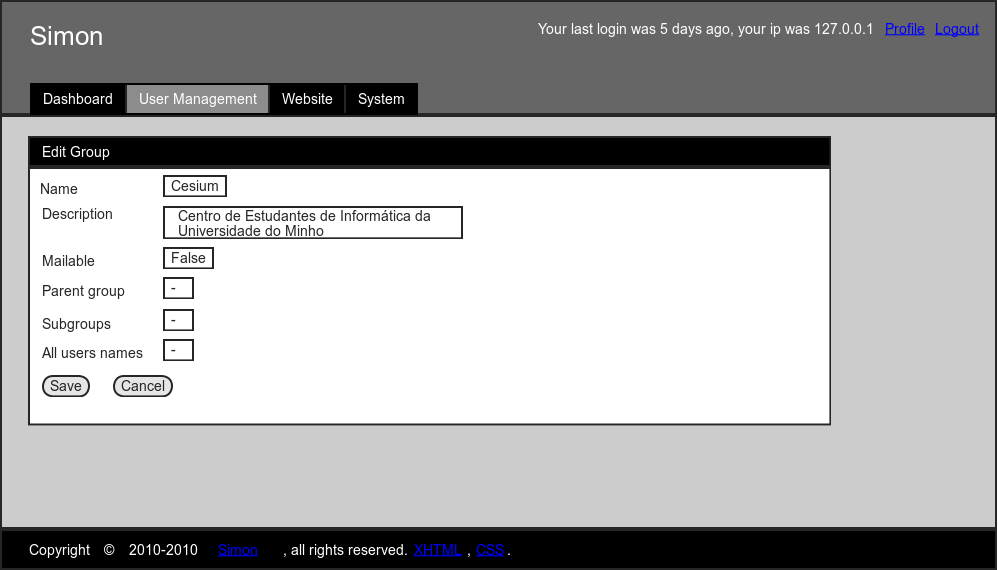 Simon
Your last login was 5 days ago, your ip was 127.0.0.1 Profile Logout
Dashboard User Management Website System
Edit Group
Name Cesium
Description Centro de Estudantes de Informática da
Universidade do Minho
Mailable False
Parent group -
Subgroups -
All users names -
Save Cancel
Copyright © 2010-2010 Simon , all rights reserved. XHTML , CSS .